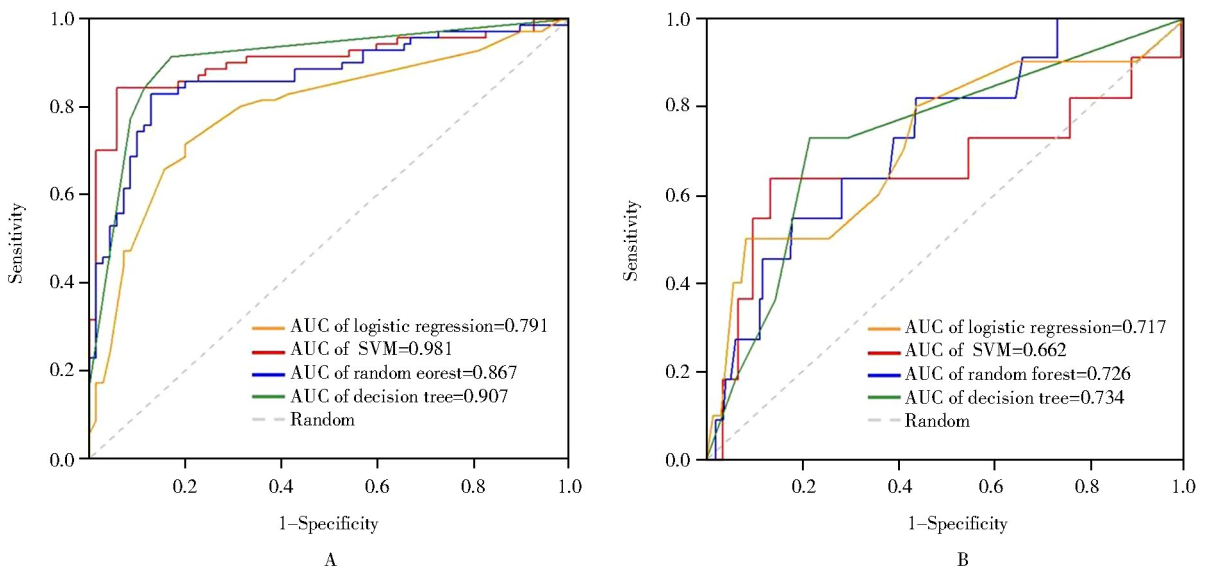 1.0
0.8
0.6
0.4
0.2
0.0
Sensitivity
0.2
0.4
0.6
0.8
1.0
1–Specificity
AUC of logistic regression=0.791
AUC of SVM=0.981
AUC of random eorest=0.867
AUC of decision tree=0.907
Random
A
1.0
0.8
0.6
0.4
0.2
0.0
Sensitivity
0.2
0.4
0.6
0.8
1.0
1–Specificity
AUC of logistic regression=0.717
AUC of SVM=0.662
AUC of random forest=0.726
AUC of decision tree=0.734
Random
B